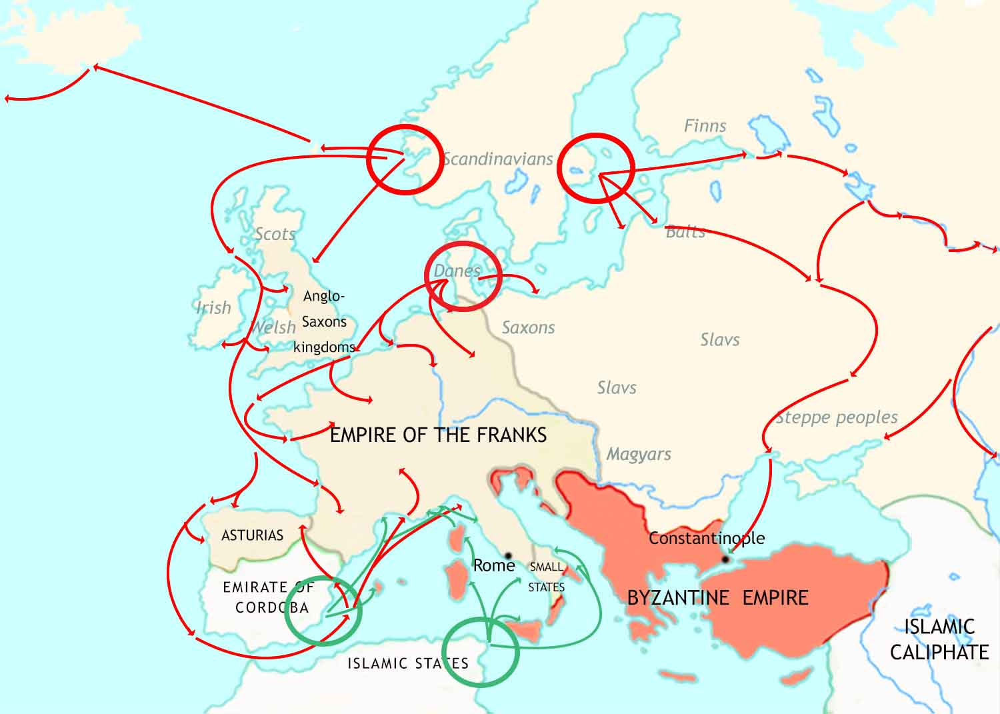 Finns
Scandinavians
Scots
Balts
Danes
Anglo-
Saxons
kingdoms
Irish
Welsh
Saxons
Slavs
Slavs
Steppe peoples
EMPIRE OF THE FRANKS
Magyars
ASTURIAS
Constantinople
Rome
SMALL
STATES
EMIRATE OF
CORDOBA
BYZANTINE EMPIRE
ISLAMIC
CALIPHATE
ISLAMIC STATES